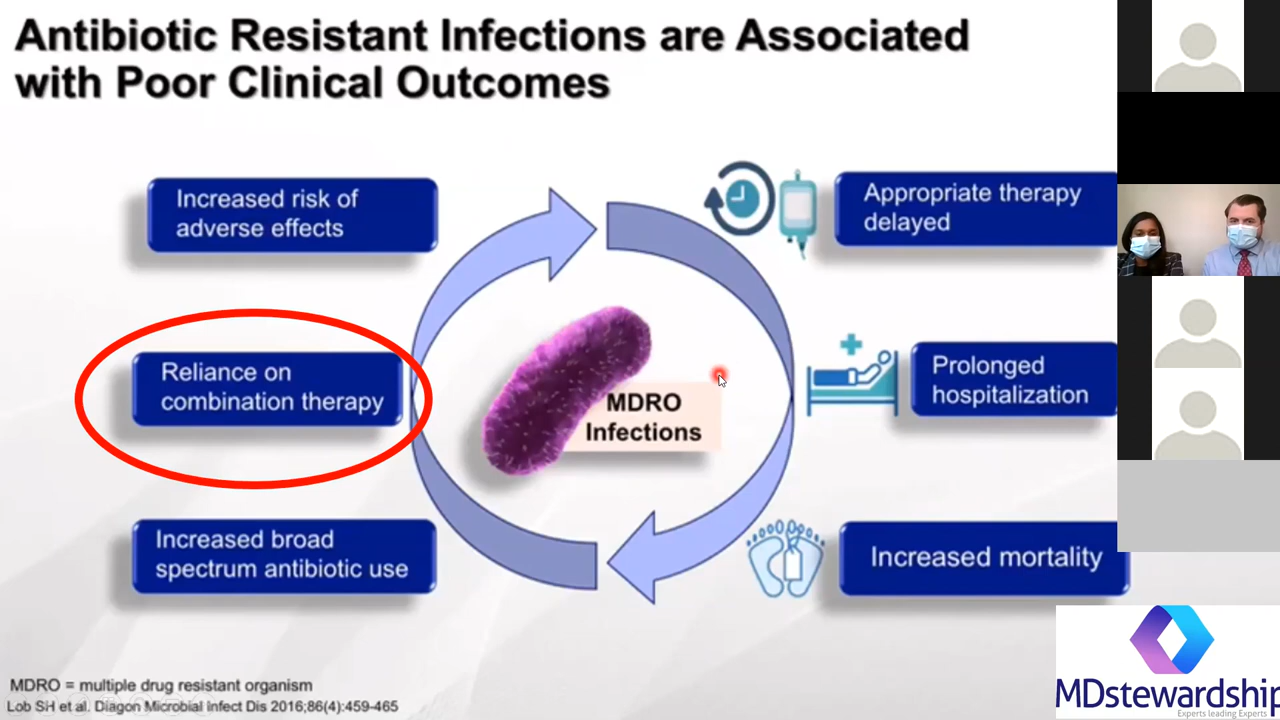 Antibiotic Resistant Infections are Associated
with Poor Clinical Outcomes
Increased risk of
adverse effects
Appropriate therapy
delayed
Reliance on
combination therapy
MDRO
Infections
Prolonged
hospitalization
Increased broad
spectrum antibiotic use
Increased mortality
MDRO = multiple drug resistant organism
Lob SH et al. Diagon Microbial Infect Dis 2016;86(4):459-465
MDstewardship
Experts leading Experts